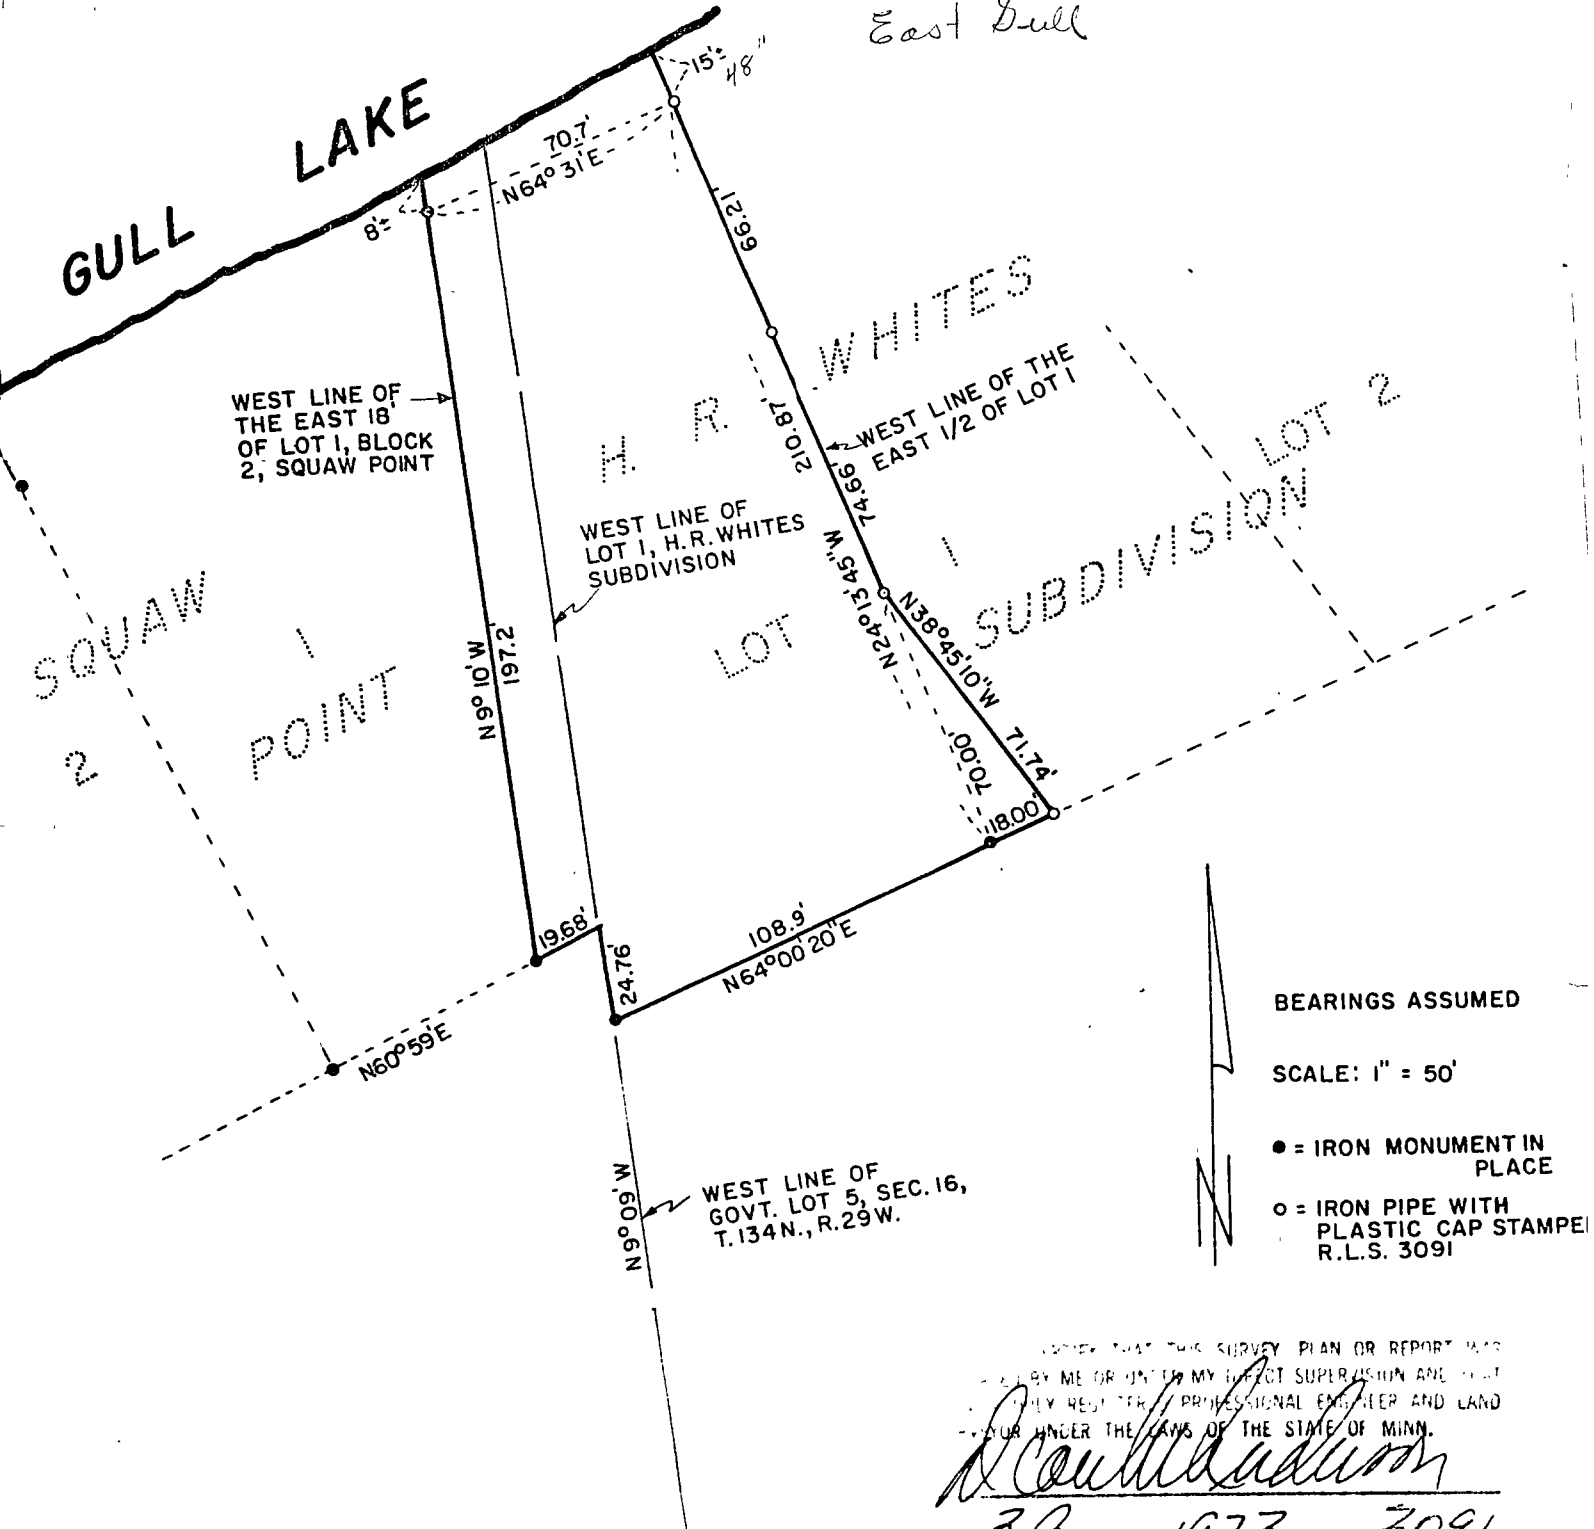 East Gull
15'±
48"
GULL LAKE
70.7'
N64°31'E
8'±
66.21'
WHITES
WEST LINE OF
THE EAST 18'
OF LOT 1, BLOCK
2, SQUAW POINT
H. R.
210.87'
WEST LINE OF THE
EAST 1/2 OF LOT 1
LOT 2
74.66'
WEST LINE OF
LOT 1, H.R. WHITES
SUBDIVISION
N24°13'45"W
SUBDIVISION
LOT 1
N38°45'10"W
71.74'
70.00'
18.00'
SQUAW
POINT
1
2
N9°10'W
197.2'
19.68'
24.76'
108.9'
N64°00'20"E
N60°59'E
N9°09'W
WEST LINE OF
GOVT. LOT 5, SEC. 16,
T.134N., R.29W.
BEARINGS ASSUMED
SCALE: 1" = 50'
● = IRON MONUMENT IN
PLACE
○ = IRON PIPE WITH
PLASTIC CAP STAMPED
R.L.S. 3091
N
THAT THIS SURVEY PLAN OR REPORT WAS
BY ME OR UNDER MY DIRECT SUPERVISION AND
PROFESSIONAL ENGINEER AND LAND
UNDER THE LAWS OF THE STATE OF MINN.
1973 3091